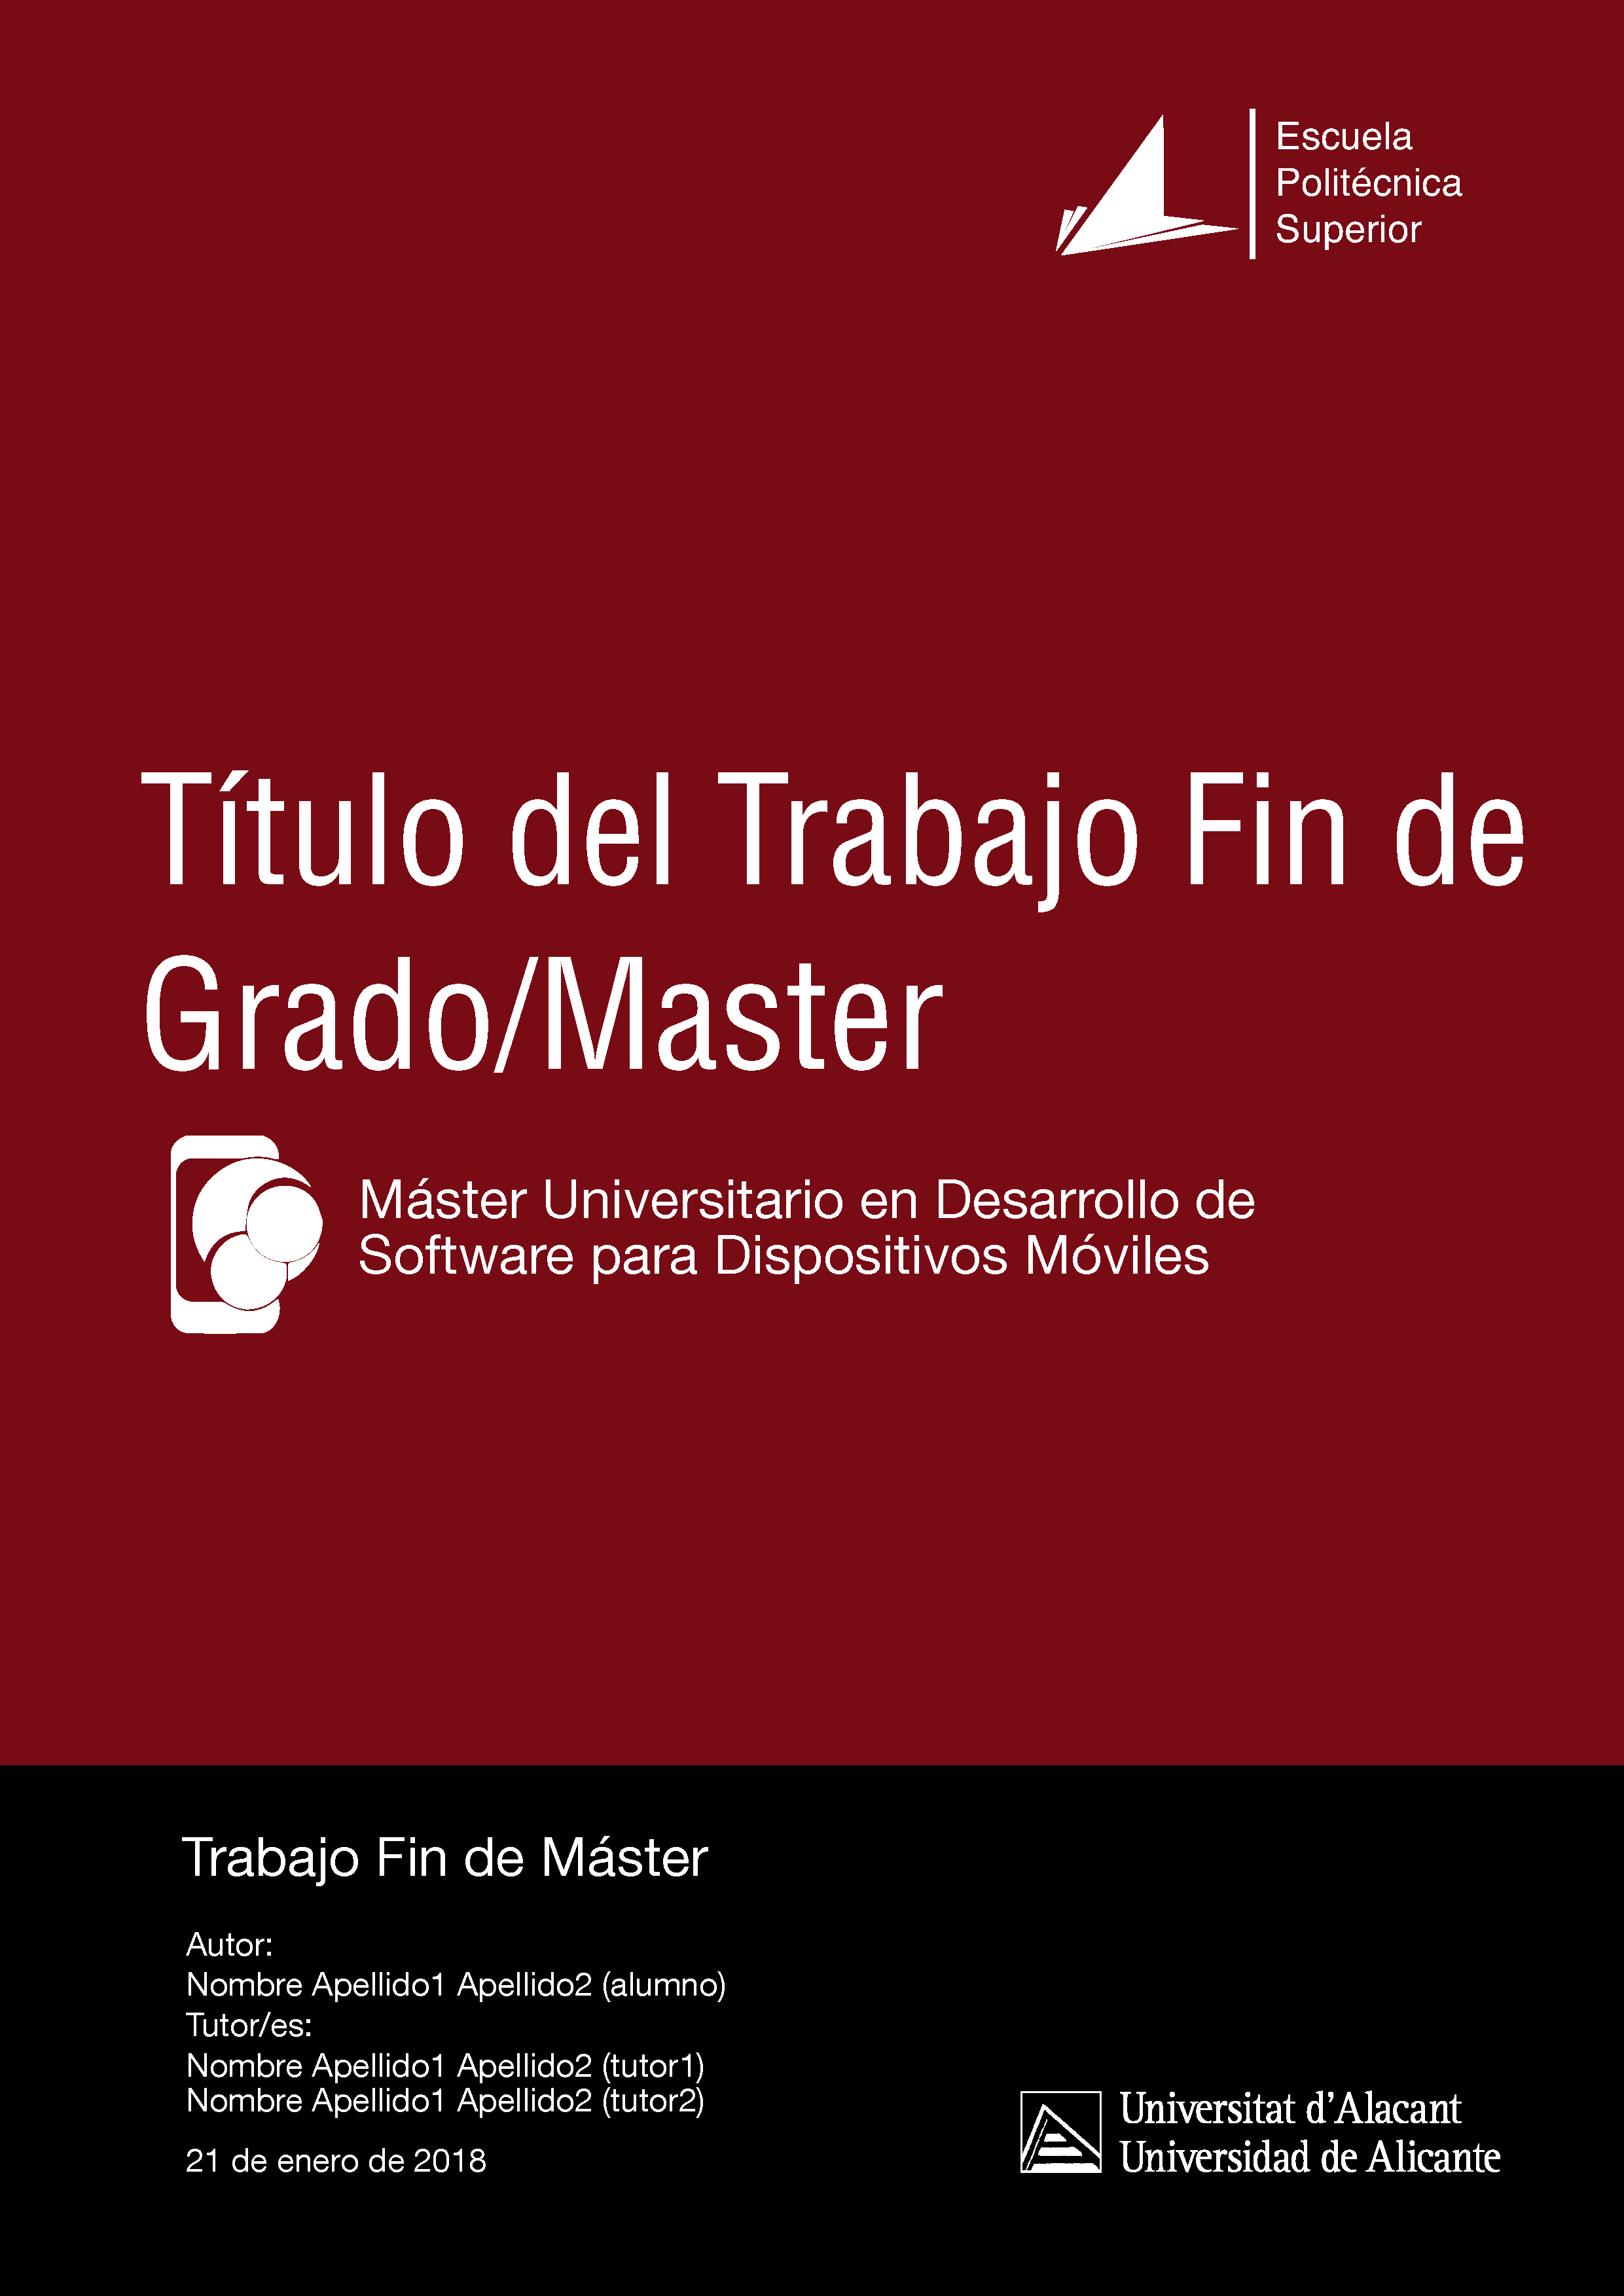 Escuela
Politécnica
Superior
Título del Trabajo Fin de
Grado/Master
Máster Universitario en Desarrollo de
Software para Dispositivos Móviles
Trabajo Fin de Máster
Autor:
Nombre Apellido1 Apellido2 (alumno)
Tutor/es:
Nombre Apellido1 Apellido2 (tutor1)
Nombre Apellido1 Apellido2 (tutor2)
21 de enero de 2018
Universitat d’Alacant
Universidad de Alicante